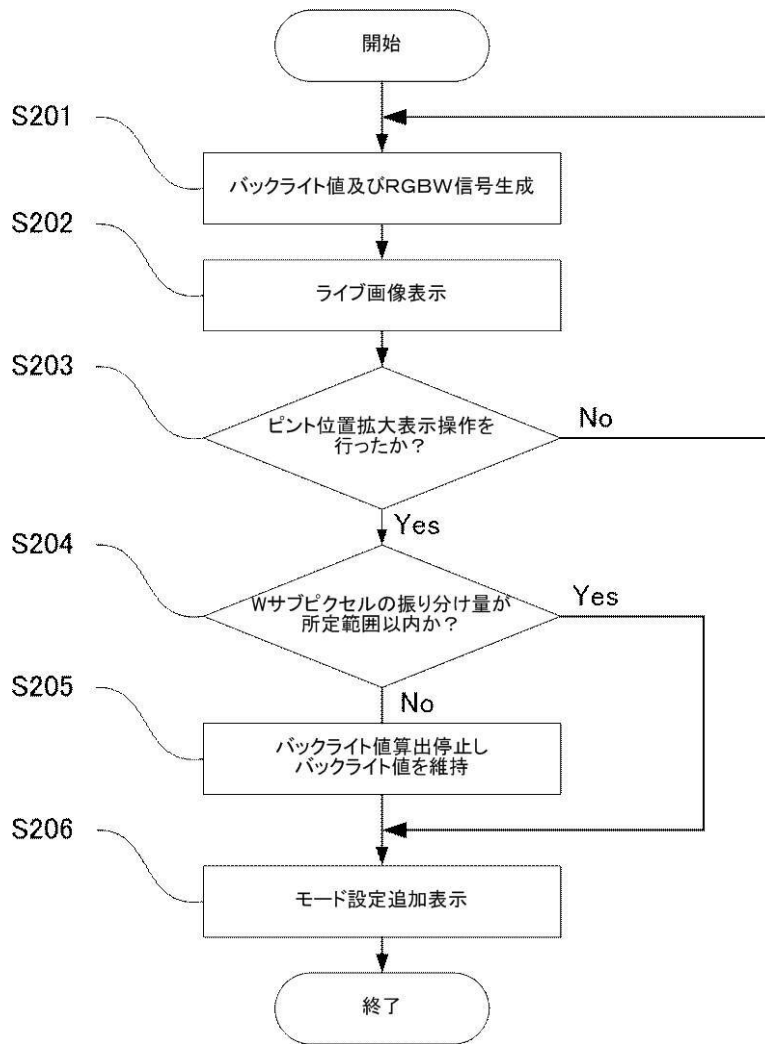 開始
S201
バックライト値及びRGBW信号生成
S202
ライブ画像表示
S203
ピント位置拡大表示操作を
行ったか？
No
Yes
S204
Wサブピクセルの振り分け量が
所定範囲以内か？
Yes
No
S205
バックライト値算出停止し
バックライト値を維持
S206
モード設定追加表示
終了